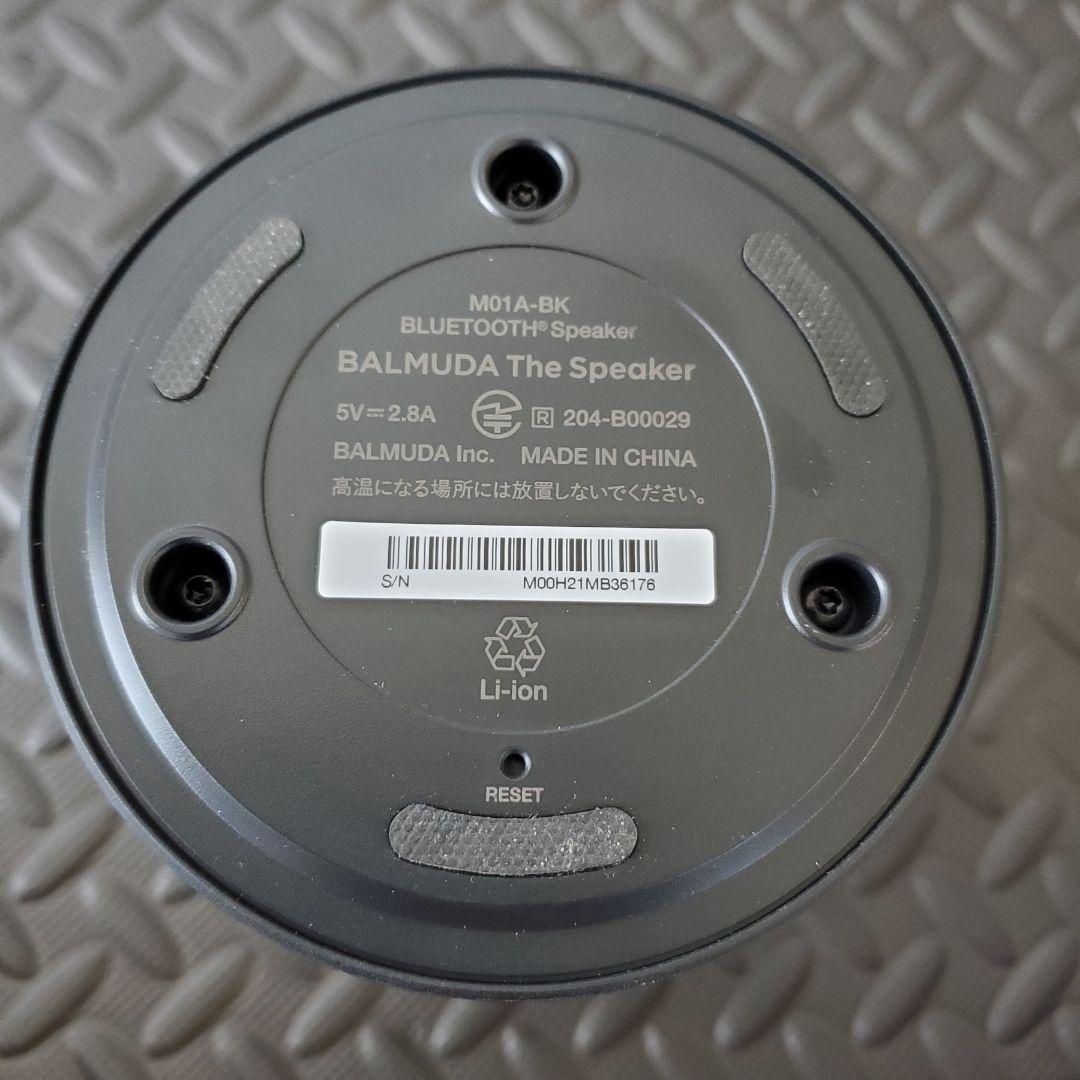 M01A-BK
BLUETOOTH® Speaker
BALMUDA The Speaker
5V⎓2.8A R 204-B00029
BALMUDA Inc. MADE IN CHINA
高温になる場所には放置しないでください。
S/N M00H21MB36176
Li-ion
RESET